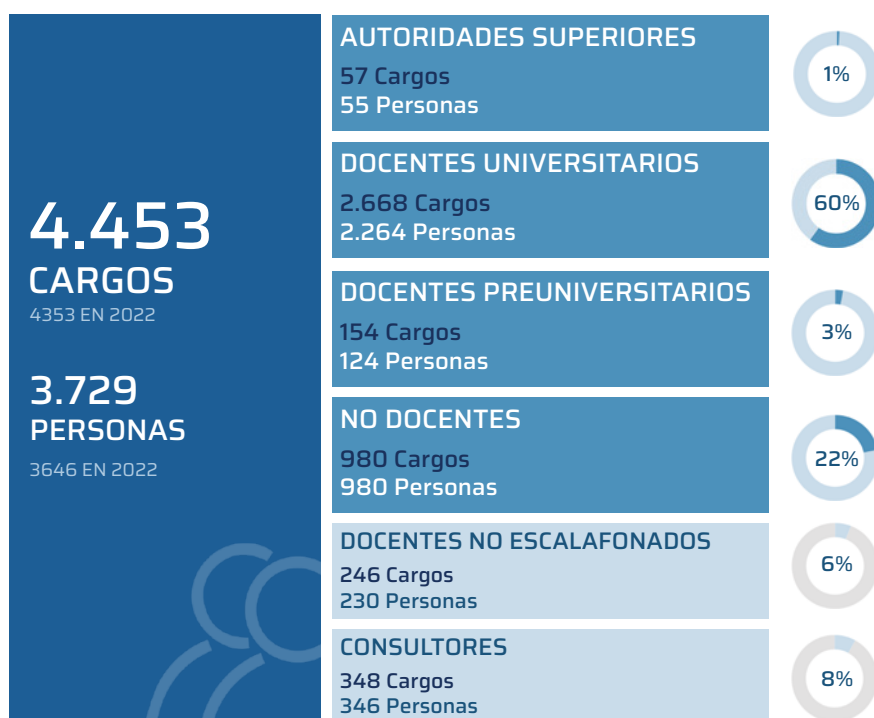 4.453
CARGOS
4353 EN 2022
3.729
PERSONAS
3646 EN 2022
AUTORIDADES SUPERIORES
57 Cargos
55 Personas
1%
DOCENTES UNIVERSITARIOS
2.668 Cargos
2.264 Personas
60%
DOCENTES PREUNIVERSITARIOS
154 Cargos
124 Personas
3%
NO DOCENTES
980 Cargos
980 Personas
22%
DOCENTES NO ESCALAFONADOS
246 Cargos
230 Personas
6%
CONSULTORES
348 Cargos
346 Personas
8%